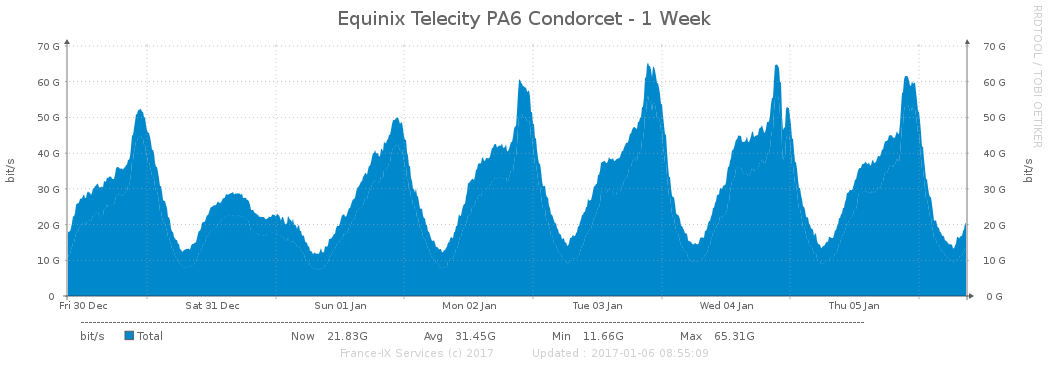 Equinix Telecity PA6 Condorcet - 1 Week
RRDTOOL / TOBI OETIKER
bit/s
70 G 70 G
60 G 60 G
50 G 50 G
40 G 40 G
30 G 30 G
20 G 20 G
10 G 10 G
0 0 G
bit/s
Fri 30 Dec Sat 31 Dec Sun 01 Jan Mon 02 Jan Tue 03 Jan Wed 04 Jan Thu 05 Jan
bit/s Total Now 21.83G Avg 31.45G Min 11.66G Max 65.31G
France-IX Services (c) 2017 Updated : 2017-01-06 08:55:09